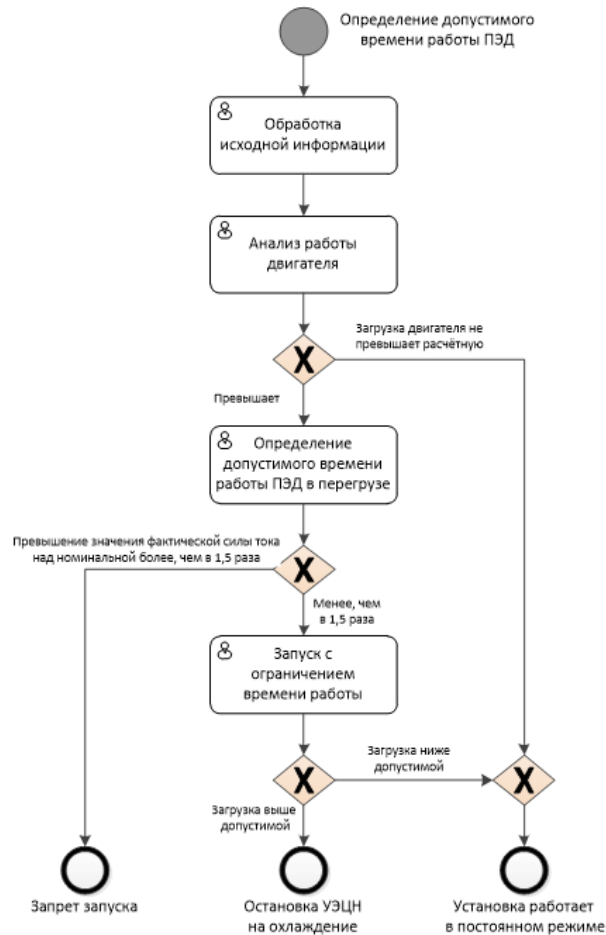 Определение допустимого
времени работы ПЭД
Обработка
исходной информации
Анализ работы
двигателя
Загрузка двигателя не
превышает расчётную
X
Превышает
Определение
допустимого времени
работы ПЭД в перегрузе
Превышение значения фактической силы тока
над номинальной более, чем в 1,5 раза
X
Менее, чем
в 1,5 раза
Запуск с
ограничением
времени работы
Загрузка ниже
допустимой
X
X
Загрузка выше
допустимой
Запрет запуска
Остановка УЭЦН
на охлаждение
Установка работает
в постоянном режиме